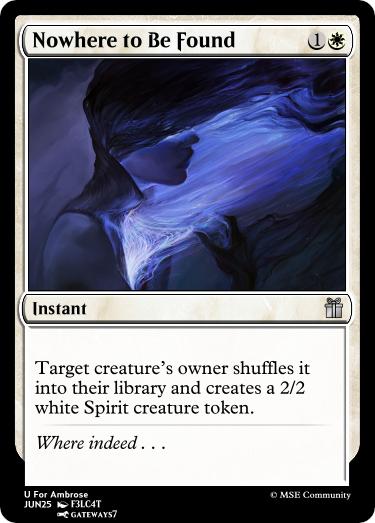 Nowhere to Be Found 1
Instant
Target creature's owner shuffles it
into their library and creates a 2/2
white Spirit creature token.
Where indeed . . .
U For Ambrose
JUN25 F3LC4T © MSE Community
GATEWAYS7